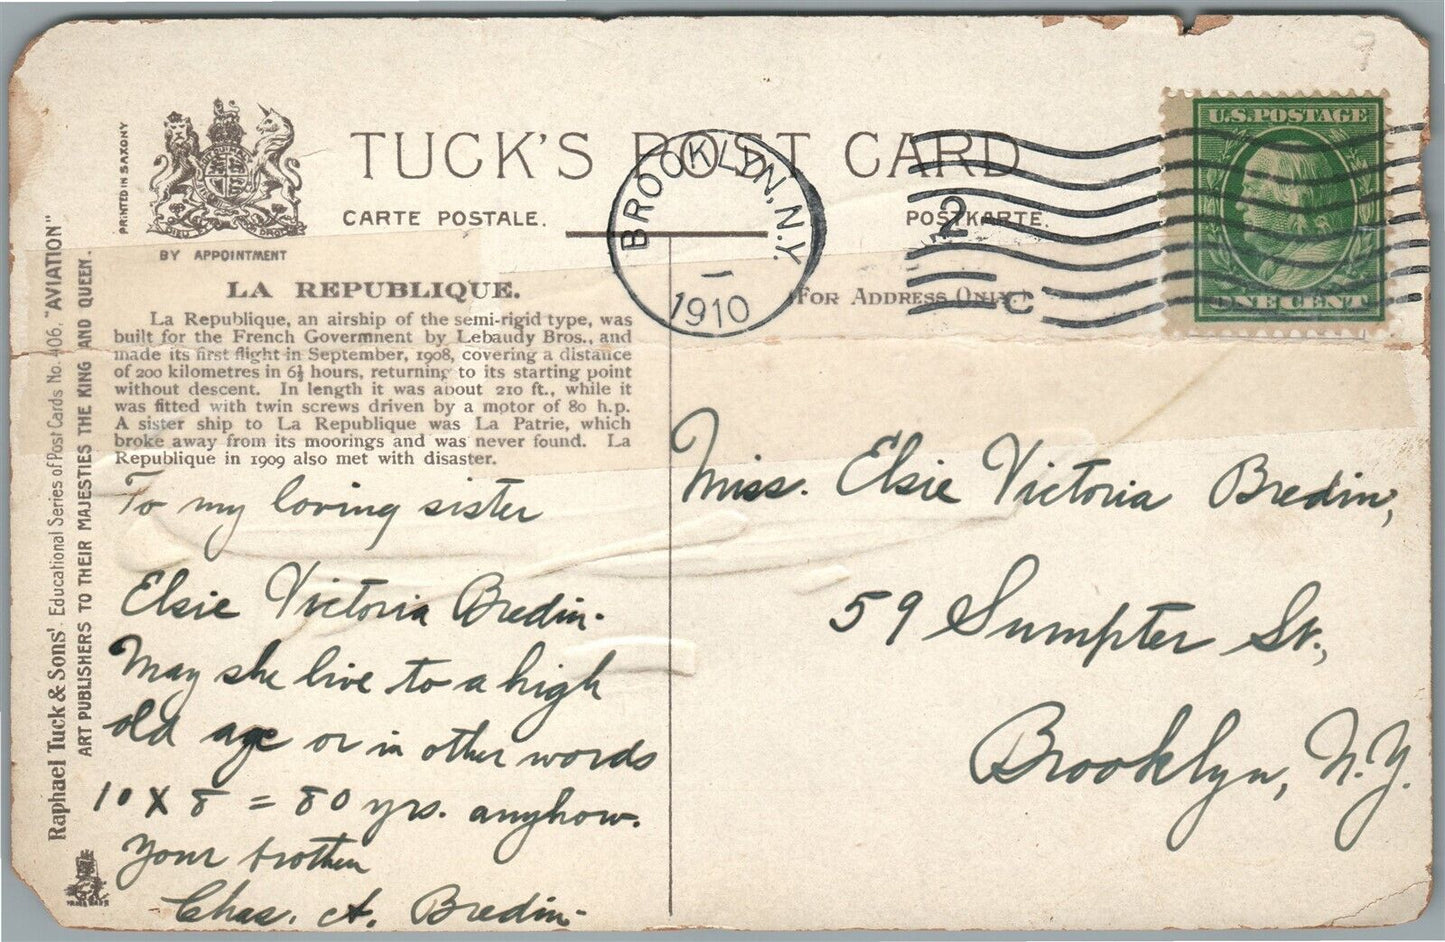 TUCK'S POST CARD
CARTE POSTALE.
POSTKARTE.
PRINTED IN SAXONY
BY APPOINTMENT
BROOKLYN, N.Y.
1910
2
C
U.S. POSTAGE
ONE CENT
(FOR ADDRESS ONLY.)
LA REPUBLIQUE.
La Republique, an airship of the semi-rigid type, was
built for the French Government by Lebaudy Bros., and
made its first flight in September, 1908, covering a distance
of 200 kilometres in 6½ hours, returning to its starting point
without descent. In length it was about 210 ft., while it
was fitted with twin screws driven by a motor of 80 h.p.
A sister ship to La Republique was La Patrie, which
broke away from its moorings and was never found. La
Republique in 1909 also met with disaster.
To my loving sister
Elsie Victoria Bredin.
May she live to a high
old age or in other words
10 X 8 = 80 yrs. anyhow.
Your brother
Chas. A. Bredin.
Miss. Elsie Victoria Bredin,
59 Sumpter St.,
Brooklyn, N.Y.
Raphael Tuck & Sons' Educational Series of Post Cards No. 406, "AVIATION"
ART PUBLISHERS TO THEIR MAJESTIES THE KING AND QUEEN.